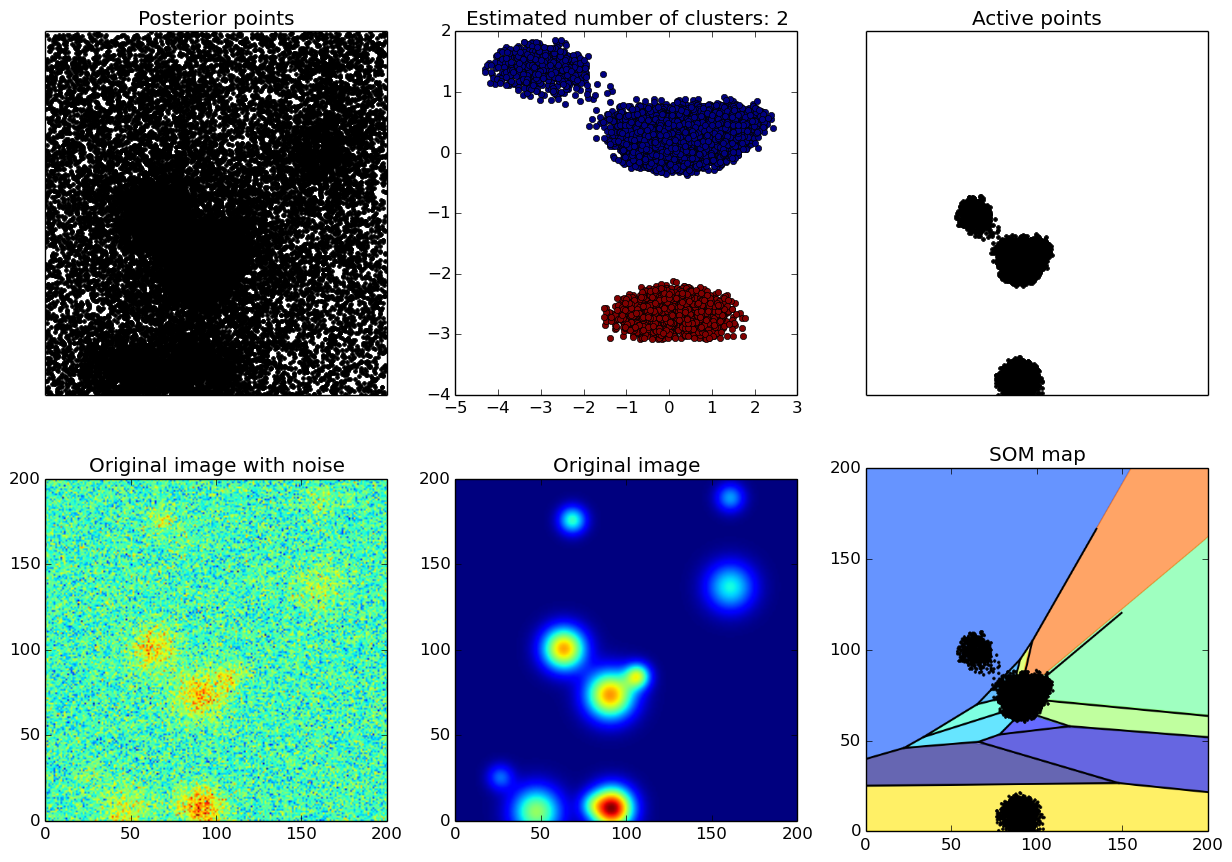 Posterior points
Estimated number of clusters: 2
Active points
2
1
0
−1
−2
−3
−4
−5 −4 −3 −2 −1 0 1 2 3
Original image with noise
Original image
SOM map
200
150
100
50
0
0 50 100 150 200
200
150
100
50
0
0 50 100 150 200
200
150
100
50
0
0 50 100 150 200